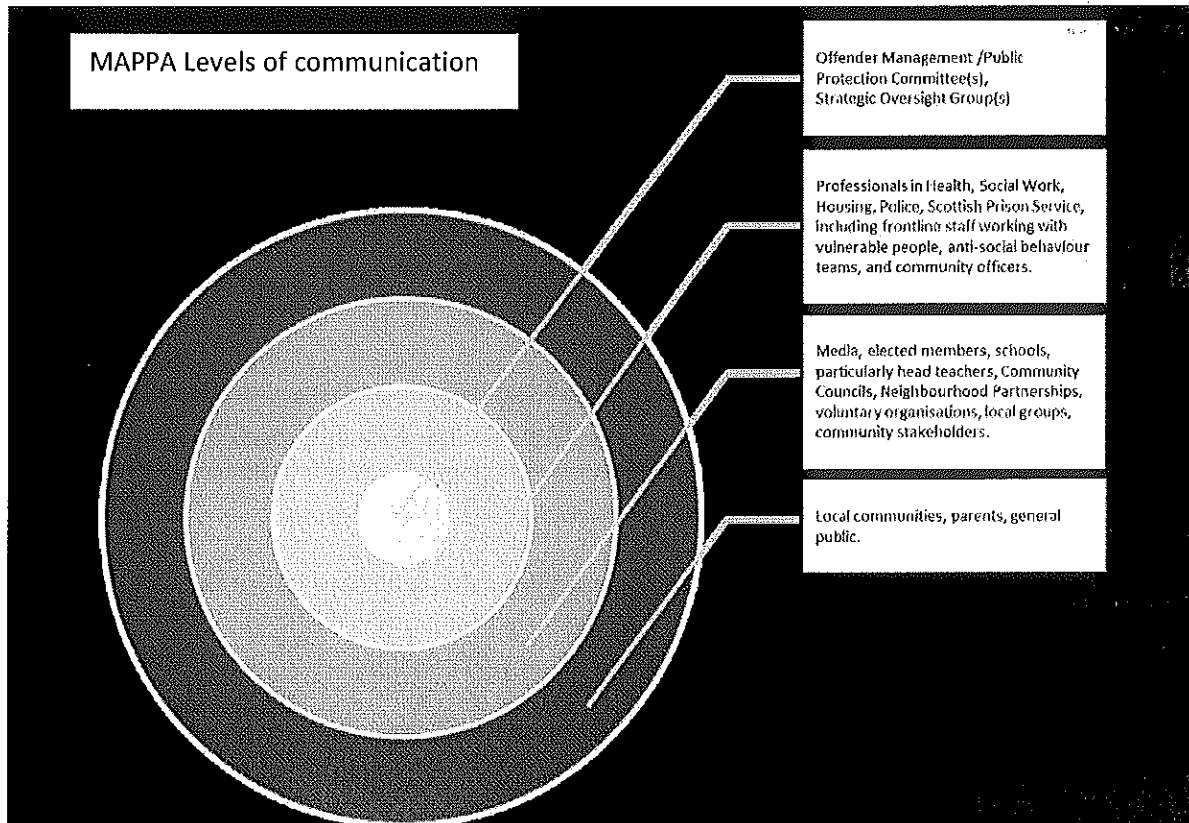 MAPPA Levels of communication
Offender Management /Public
Protection Committee(s),
Strategic Oversight Group(s)
Professionals in Health, Social Work,
Housing, Police, Scottish Prison Service,
including frontline staff working with
vulnerable people, anti-social behaviour
teams, and community officers.
Media, elected members, schools,
particularly head teachers, Community
Councils, Neighbourhood Partnerships,
voluntary organisations, local groups,
community stakeholders.
Local communities, parents, general
public.